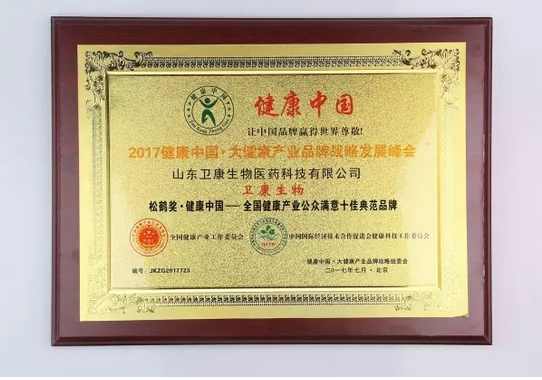 健康中国
健康中国
让中国品牌赢得世界尊敬!
2017健康中国·大健康产业品牌战略发展峰会
山东卫康生物医药科技有限公司
卫康生物
松鹤奖·健康中国——全国健康产业公众满意十佳典范品牌
全国健康产业工作委员会
中国国际经济技术合作促进会健康科技工作委员会
健康中国·大健康产业品牌战略组委会
编号:JKZG2017723
二〇一七年七月·北京